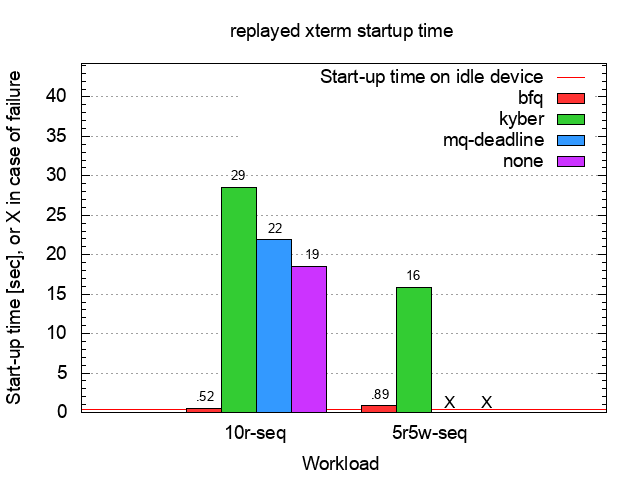 replayed xterm startup time
Start-up time [sec], or X in case of failure
Start-up time on idle device
bfq
kyber
mq-deadline
none
40
35
30
25
20
15
10
5
0
.52
29
22
19
.89
16
X X
10r-seq 5r5w-seq
Workload